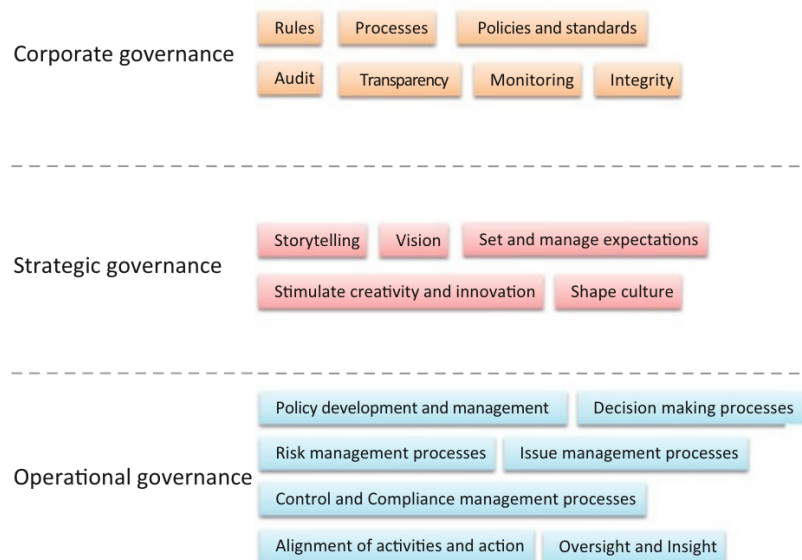 Corporate governance
Rules Processes Policies and standards
Audit Transparency Monitoring Integrity
Strategic governance
Storytelling Vision Set and manage expectations
Stimulate creativity and innovation Shape culture
Operational governance
Policy development and management Decision making processes
Risk management processes Issue management processes
Control and Compliance management processes
Alignment of activities and action Oversight and Insight